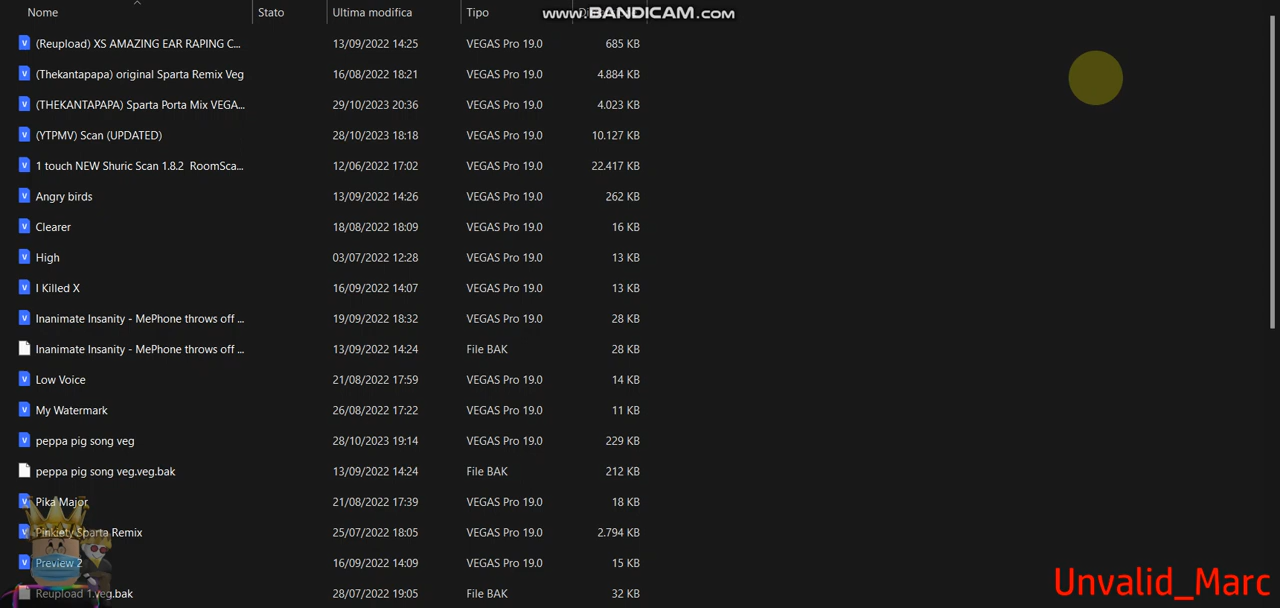 Nome Stato Ultima modifica Tipo www.BANDICAM.com
(Reupload) XS AMAZING EAR RAPING C... 13/09/2022 14:25 VEGAS Pro 19.0 685 KB
(Thekantapapa) original Sparta Remix Veg 16/08/2022 18:21 VEGAS Pro 19.0 4.884 KB
(THEKANTAPAPA) Sparta Porta Mix VEGA... 29/10/2023 20:36 VEGAS Pro 19.0 4.023 KB
(YTPMV) Scan (UPDATED) 28/10/2023 18:18 VEGAS Pro 19.0 10.127 KB
1 touch NEW Shuric Scan 1.8.2 RoomSca... 12/06/2022 17:02 VEGAS Pro 19.0 22.417 KB
Angry birds 13/09/2022 14:26 VEGAS Pro 19.0 262 KB
Clearer 18/08/2022 18:09 VEGAS Pro 19.0 16 KB
High 03/07/2022 12:28 VEGAS Pro 19.0 13 KB
I Killed X 16/09/2022 14:07 VEGAS Pro 19.0 13 KB
Inanimate Insanity - MePhone throws off ... 19/09/2022 18:32 VEGAS Pro 19.0 28 KB
Inanimate Insanity - MePhone throws off ... 13/09/2022 14:24 File BAK 28 KB
Low Voice 21/08/2022 17:59 VEGAS Pro 19.0 14 KB
My Watermark 26/08/2022 17:22 VEGAS Pro 19.0 11 KB
peppa pig song veg 28/10/2023 19:14 VEGAS Pro 19.0 229 KB
peppa pig song veg.veg.bak 13/09/2022 14:24 File BAK 212 KB
Pika Major 21/08/2022 17:39 VEGAS Pro 19.0 18 KB
Pinkiety Sparta Remix 25/07/2022 18:05 VEGAS Pro 19.0 2.794 KB
Preview 2 16/09/2022 14:09 VEGAS Pro 19.0 15 KB
Reupload 1.veg.bak 28/07/2022 19:05 File BAK 32 KB
Unvalid_Marc